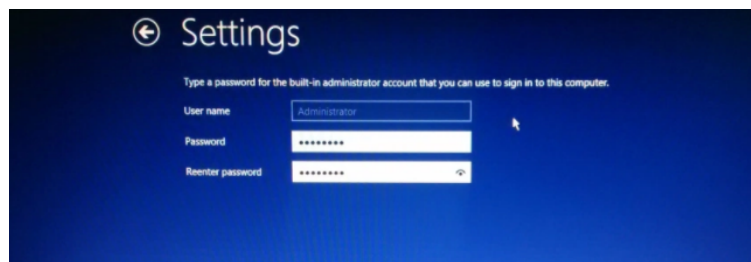 Settings
Type a password for the built-in administrator account that you can use to sign in to this computer.
User name
Administrator
Password
••••••••
Reenter password
••••••••